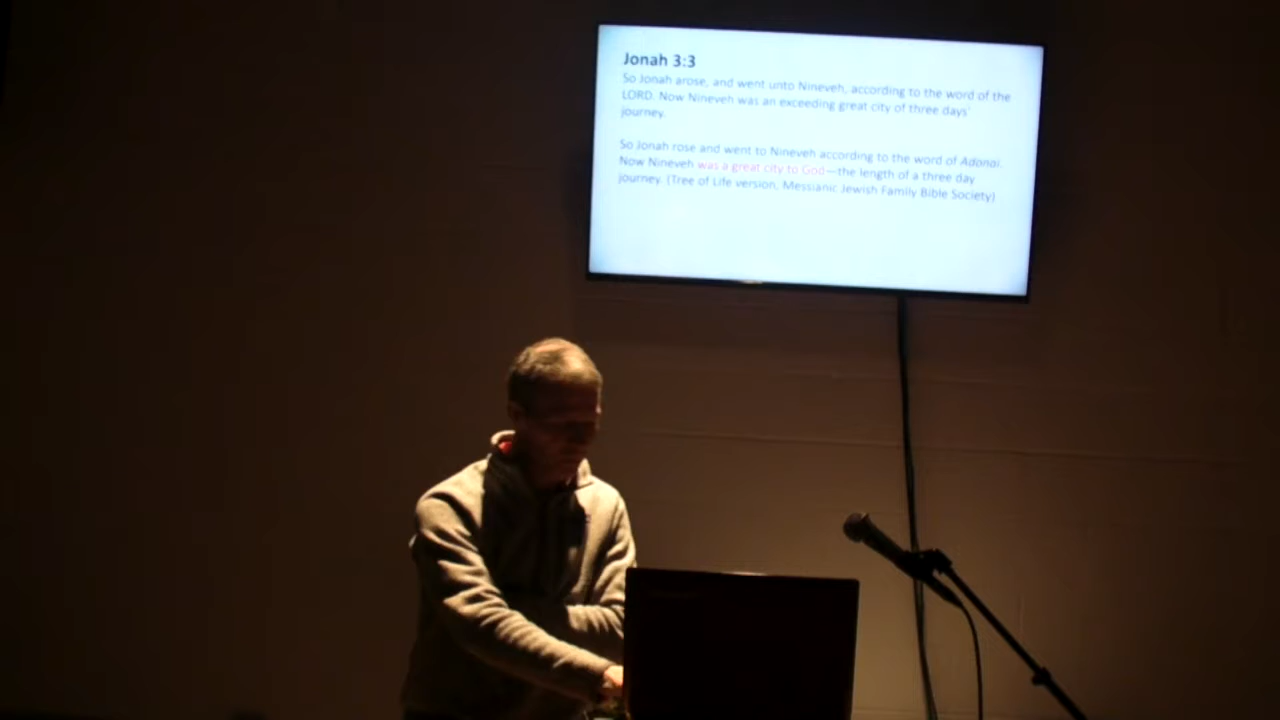 Jonah 3:3
So Jonah arose, and went unto Nineveh, according to the word of the
LORD. Now Nineveh was an exceeding great city of three days'
journey.
So Jonah rose and went to Nineveh according to the word of Adonai.
Now Nineveh was a great city to God—the length of a three day
journey. (Tree of Life version, Messianic Jewish Family Bible Society)